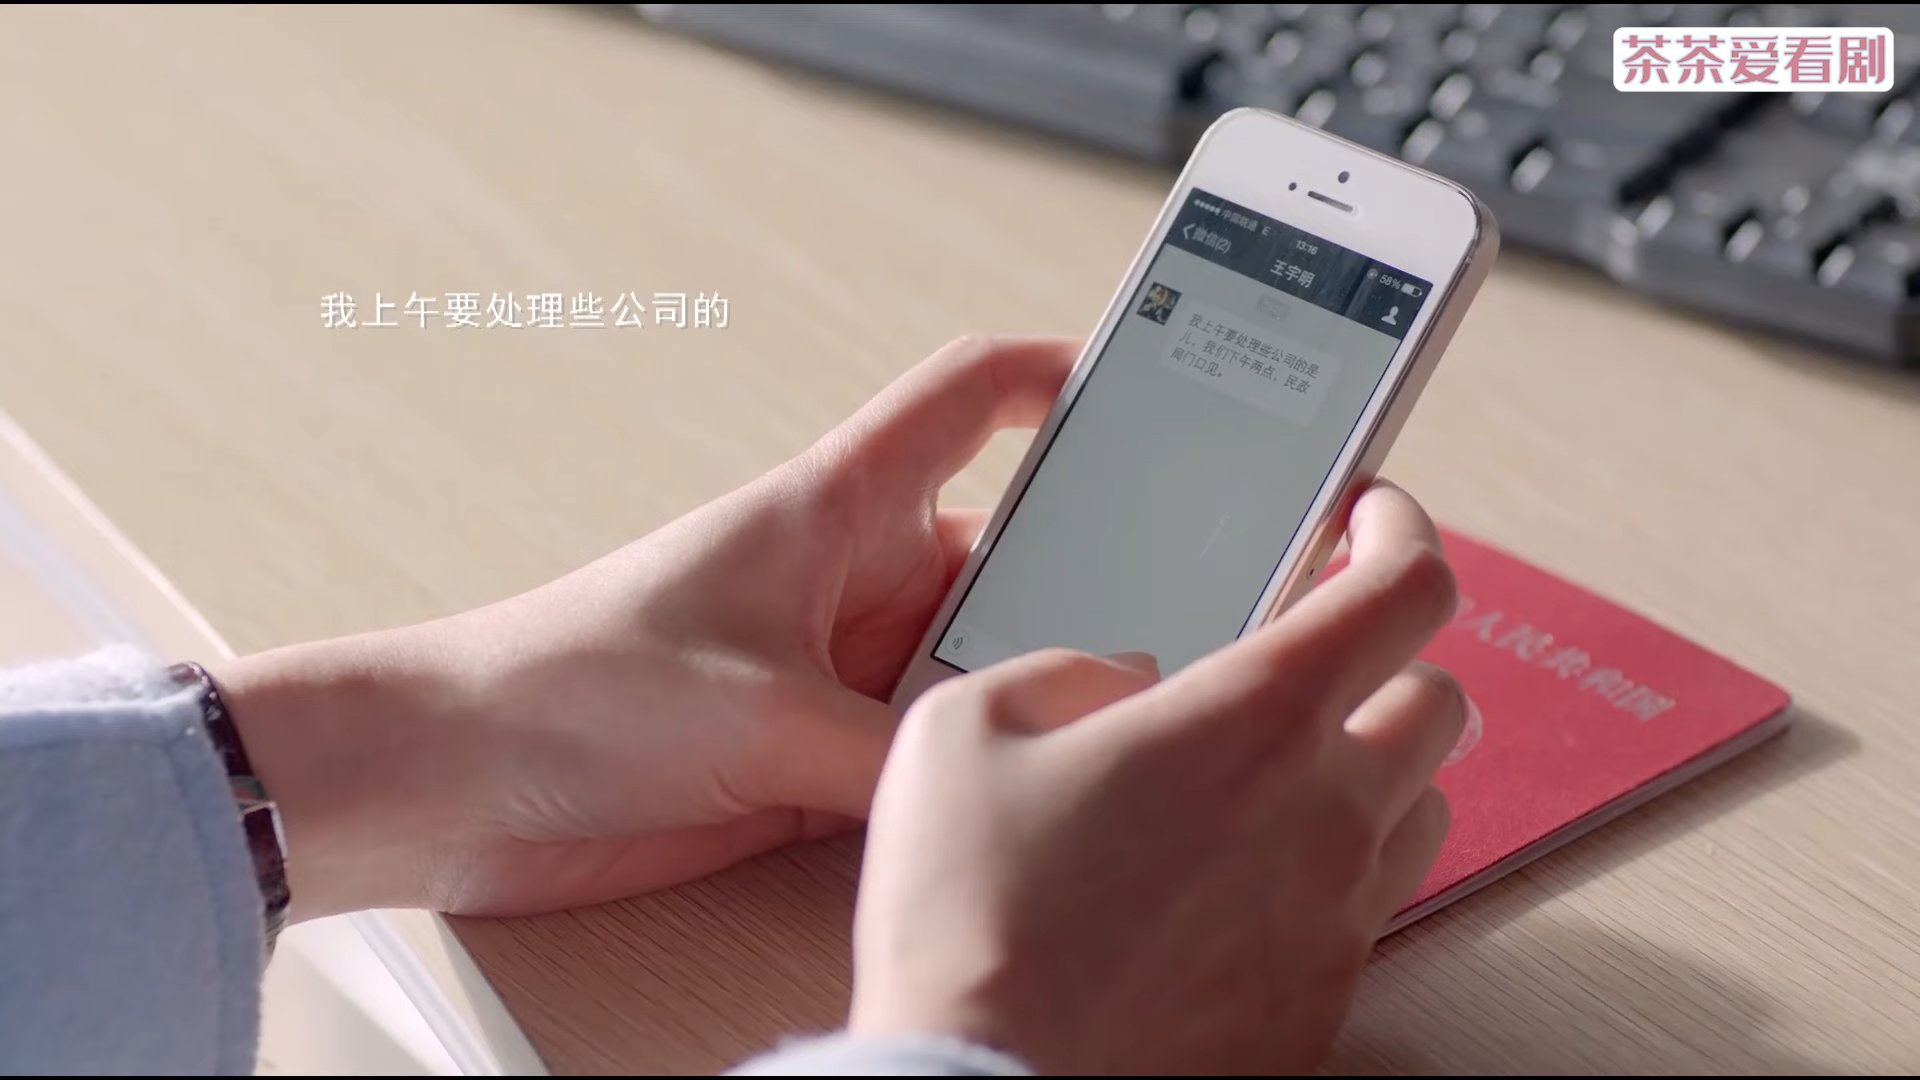 茶茶爱看剧
我上午要处理些公司的
中国联通 E
13:16
58%
微信(2)
王宇明
我上午要处理些公司的是
儿，我们下午两点，民政
局门口见。
人民共和国